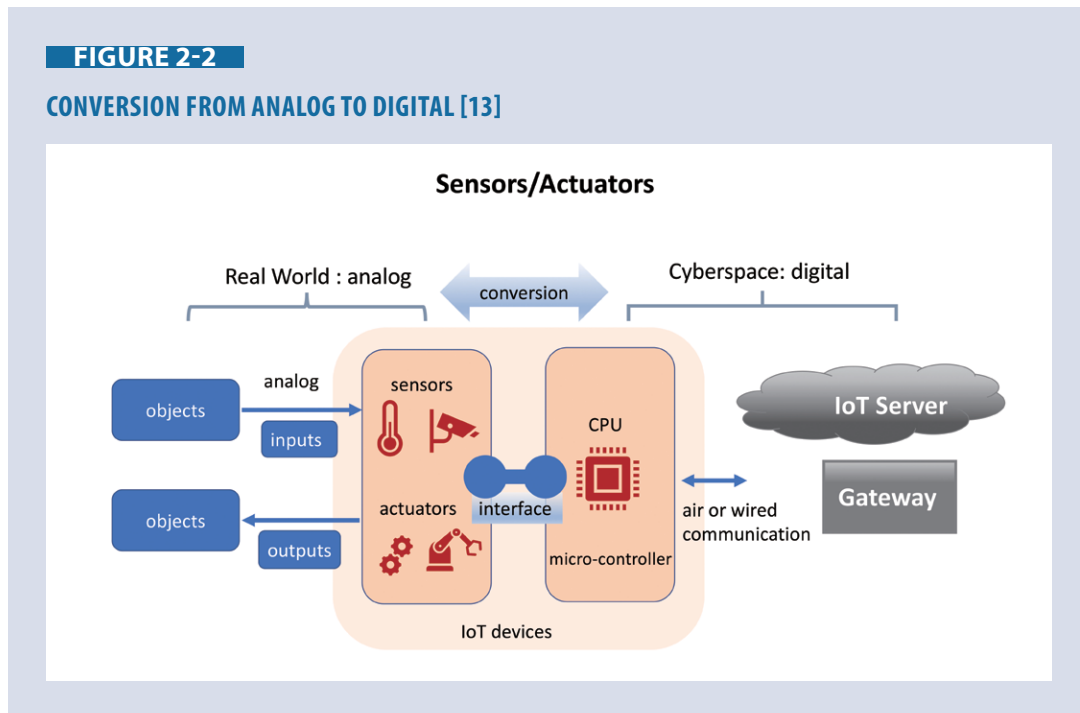 FIGURE 2-2
CONVERSION FROM ANALOG TO DIGITAL [13]
Sensors/Actuators
Real World : analog
conversion
Cyberspace: digital
objects
analog
inputs
sensors
CPU
IoT Server
objects
outputs
actuators
interface
micro-controller
air or wired
communication
Gateway
IoT devices